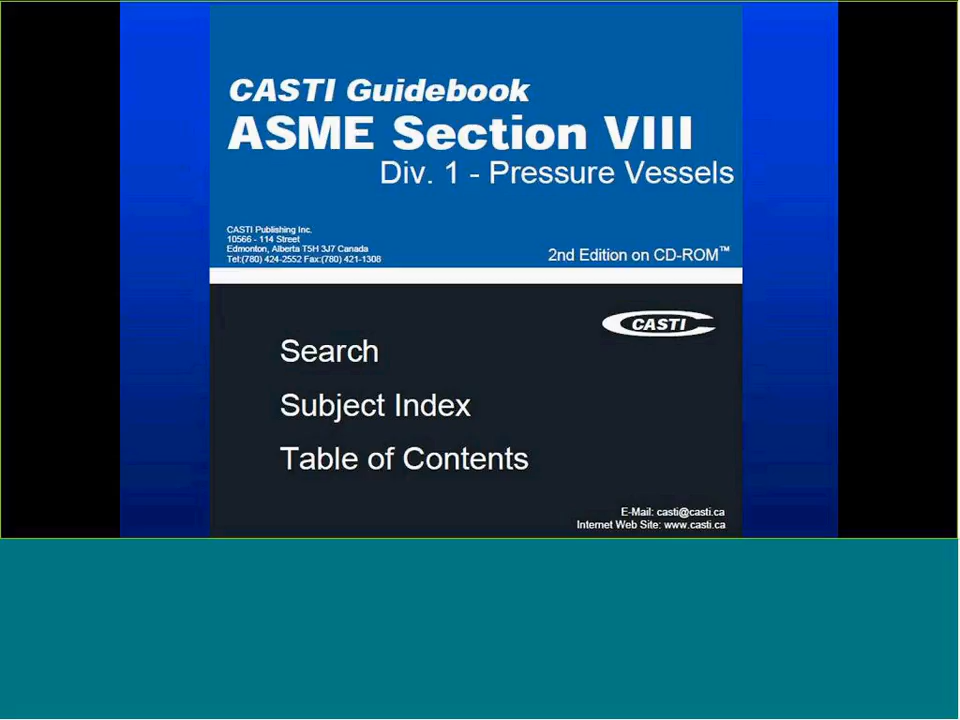 CASTI Guidebook
ASME Section VIII
Div. 1 - Pressure Vessels
CASTI Publishing Inc.
10566 - 114 Street
Edmonton, Alberta T5H 3J7 Canada
Tel:(780) 424-2552 Fax:(780) 421-1308
2nd Edition on CD-ROM™
CASTI
Search
Subject Index
Table of Contents
E-Mail: casti@casti.ca
Internet Web Site: www.casti.ca